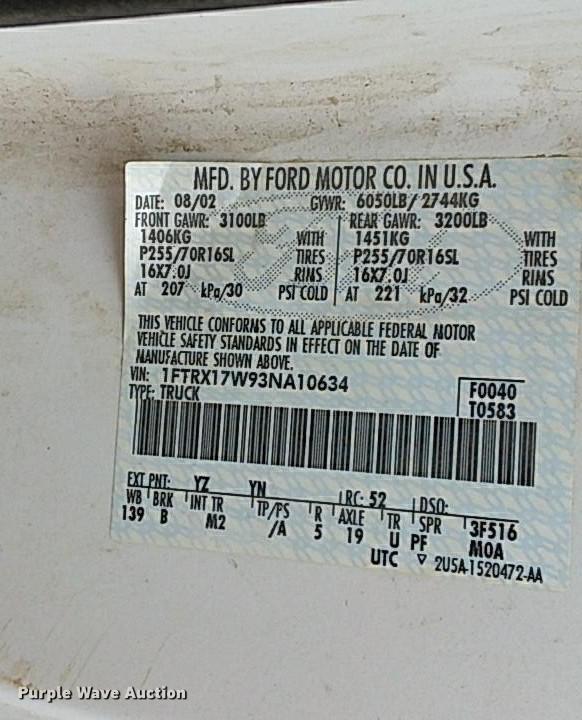 MFD. BY FORD MOTOR CO. IN U.S.A.
DATE: 08/02 GVWR: 6050LB/ 2744KG
FRONT GAWR: 3100LB REAR GAWR: 3200LB
1406KG WITH 1451KG WITH
P255/70R16SL TIRES P255/70R16SL TIRES
16X7.0J RIMS 16X7.0J RIMS
AT 207 kPa/30 PSI COLD AT 221 kPa/32 PSI COLD
THIS VEHICLE CONFORMS TO ALL APPLICABLE FEDERAL MOTOR
VEHICLE SAFETY STANDARDS IN EFFECT ON THE DATE OF
MANUFACTURE SHOWN ABOVE.
VIN: 1FTRX17W93NA10634 F0040
TYPE: TRUCK T0583
EXT PNT: YZ YN RC: 52 DSO:
WB BRK INT TR TP/PS R AXLE TR SPR 3F516
139 B M2 /A 5 19 U PF M0A
UTC ▽ 2U5A-1520472-AA
Purple Wave Auction